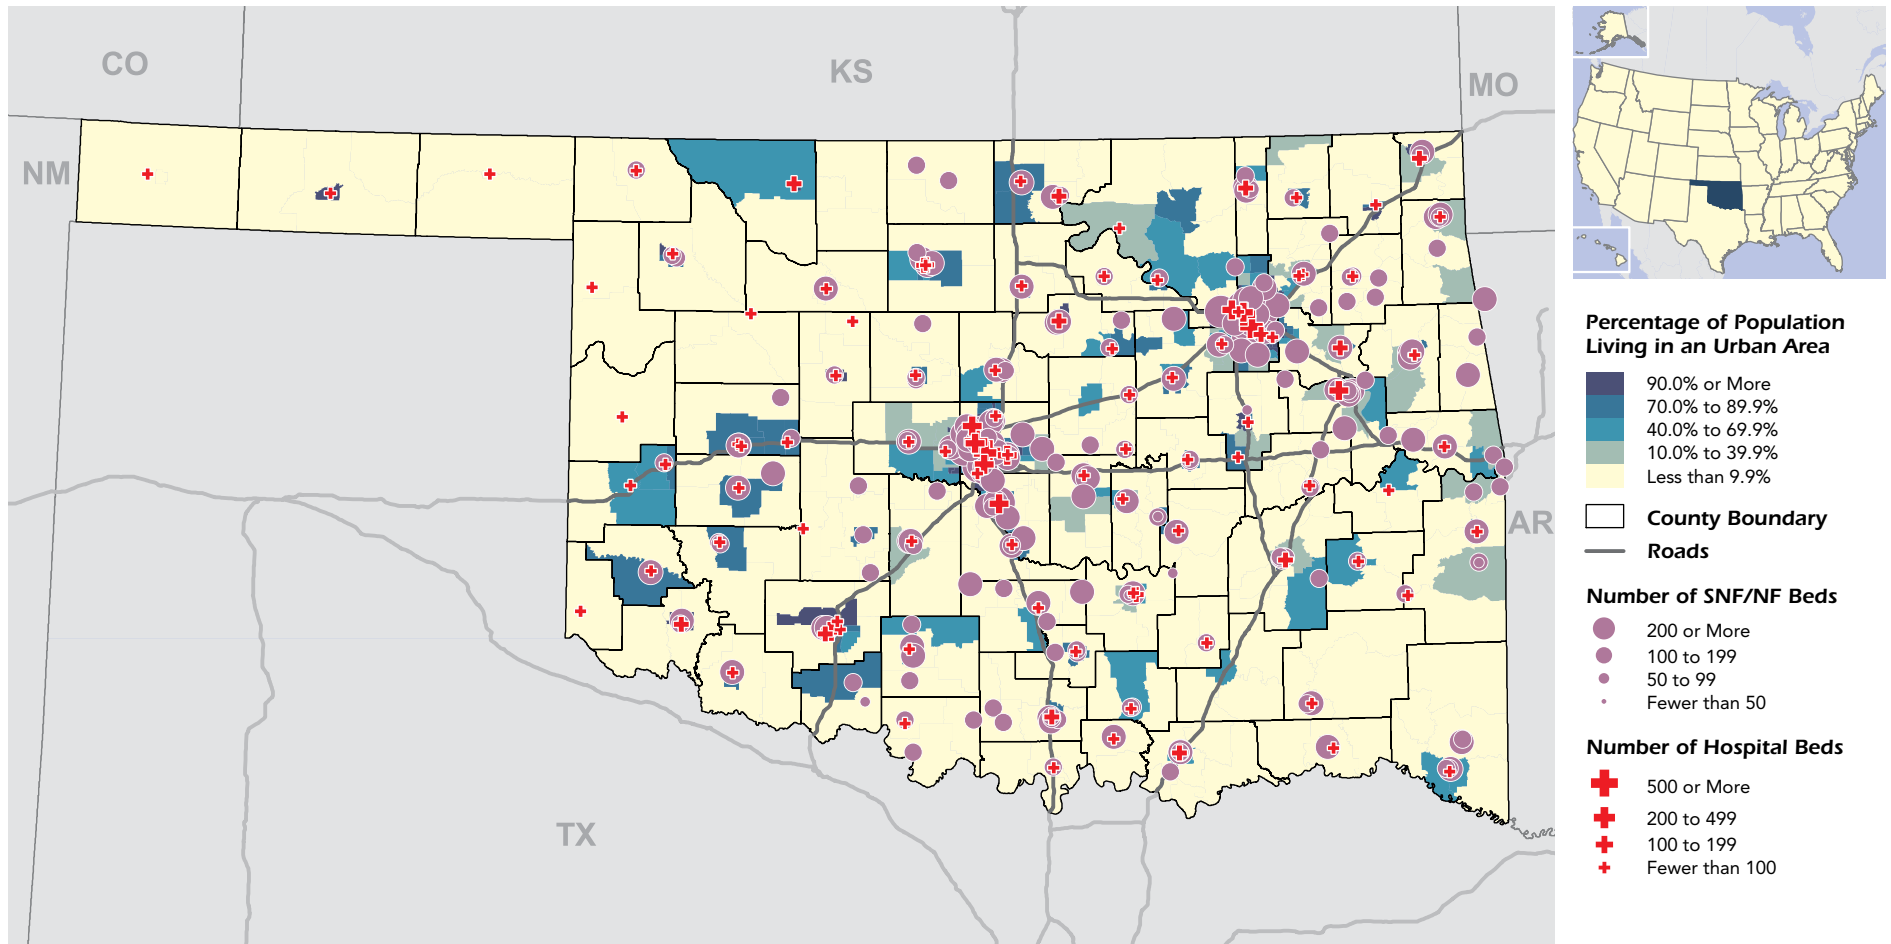 CO
KS
MO
NM
AR
TX
Percentage of Population
Living in an Urban Area
90.0% or More
70.0% to 89.9%
40.0% to 69.9%
10.0% to 39.9%
Less than 9.9%
County Boundary
Roads
Number of SNF/NF Beds
200 or More
100 to 199
50 to 99
Fewer than 50
Number of Hospital Beds
500 or More
200 to 499
100 to 199
Fewer than 100